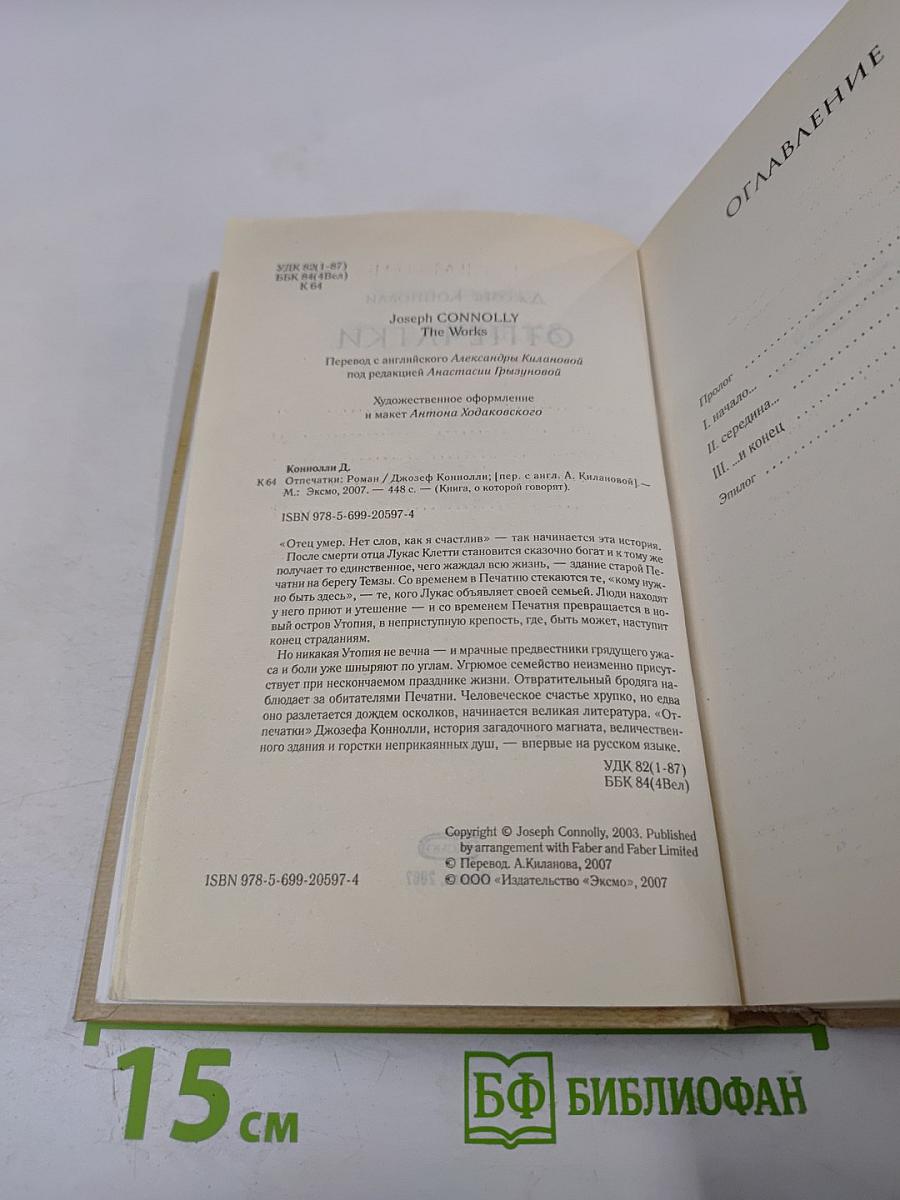 УДК 82(1-87)
ББК 84(4Вел)
К 64
Joseph CONNOLLY
The Works
Перевод с английского Александры Килановой
под редакцией Анастасии Грызуновой
Художественное оформление
и макет Антона Ходаковского
Коннолли Д.
К 64 Отпечатки: Роман / Джозеф Коннолли; [пер. с англ. А. Килановой]. —
М.: Эксмо, 2007. — 448 с. — (Книга, о которой говорят).
ISBN 978-5-699-20597-4
«Отец умер. Нет слов, как я счастлив» — так начинается эта история.
После смерти отца Лукас Клетти становится сказочно богат и к тому же
получает то единственное, чего жаждал всю жизнь, — здание старой Пе-
чатни на берегу Темзы. Со временем в Печатню стекаются те, «кому нуж-
но быть здесь», — те, кого Лукас объявляет своей семьей. Люди находят
у него приют и утешение — и со временем Печатня превращается в но-
вый остров Утопия, в неприступную крепость, где, быть может, наступит
конец страданиям.
Но никакая Утопия не вечна — и мрачные предвестники грядущего ужа-
са и боли уже шныряют по углам. Угрюмое семейство неизменно присут-
ствует при нескончаемом празднике жизни. Отвратительный бродяга на-
блюдает за обитателями Печатни. Человеческое счастье хрупко, но едва
оно разлетается дождем осколков, начинается великая литература. «От-
печатки» Джозефа Коннолли, история загадочного магната, величествен-
ного здания и горстки неприкаянных душ, — впервые на русском языке.
УДК 82(1-87)
ББК 84(4Вел)
Copyright © Joseph Connolly, 2003. Published
by arrangement with Faber and Faber Limited
© Перевод. А.Киланова, 2007
ISBN 978-5-699-20597-4 © ООО «Издательство «Эксмо», 2007
ОГЛАВЛЕНИЕ
Пролог
I. начало...
II. середина...
III. ...и конец
Эпилог
15 см
БФ БИБЛИОФАН